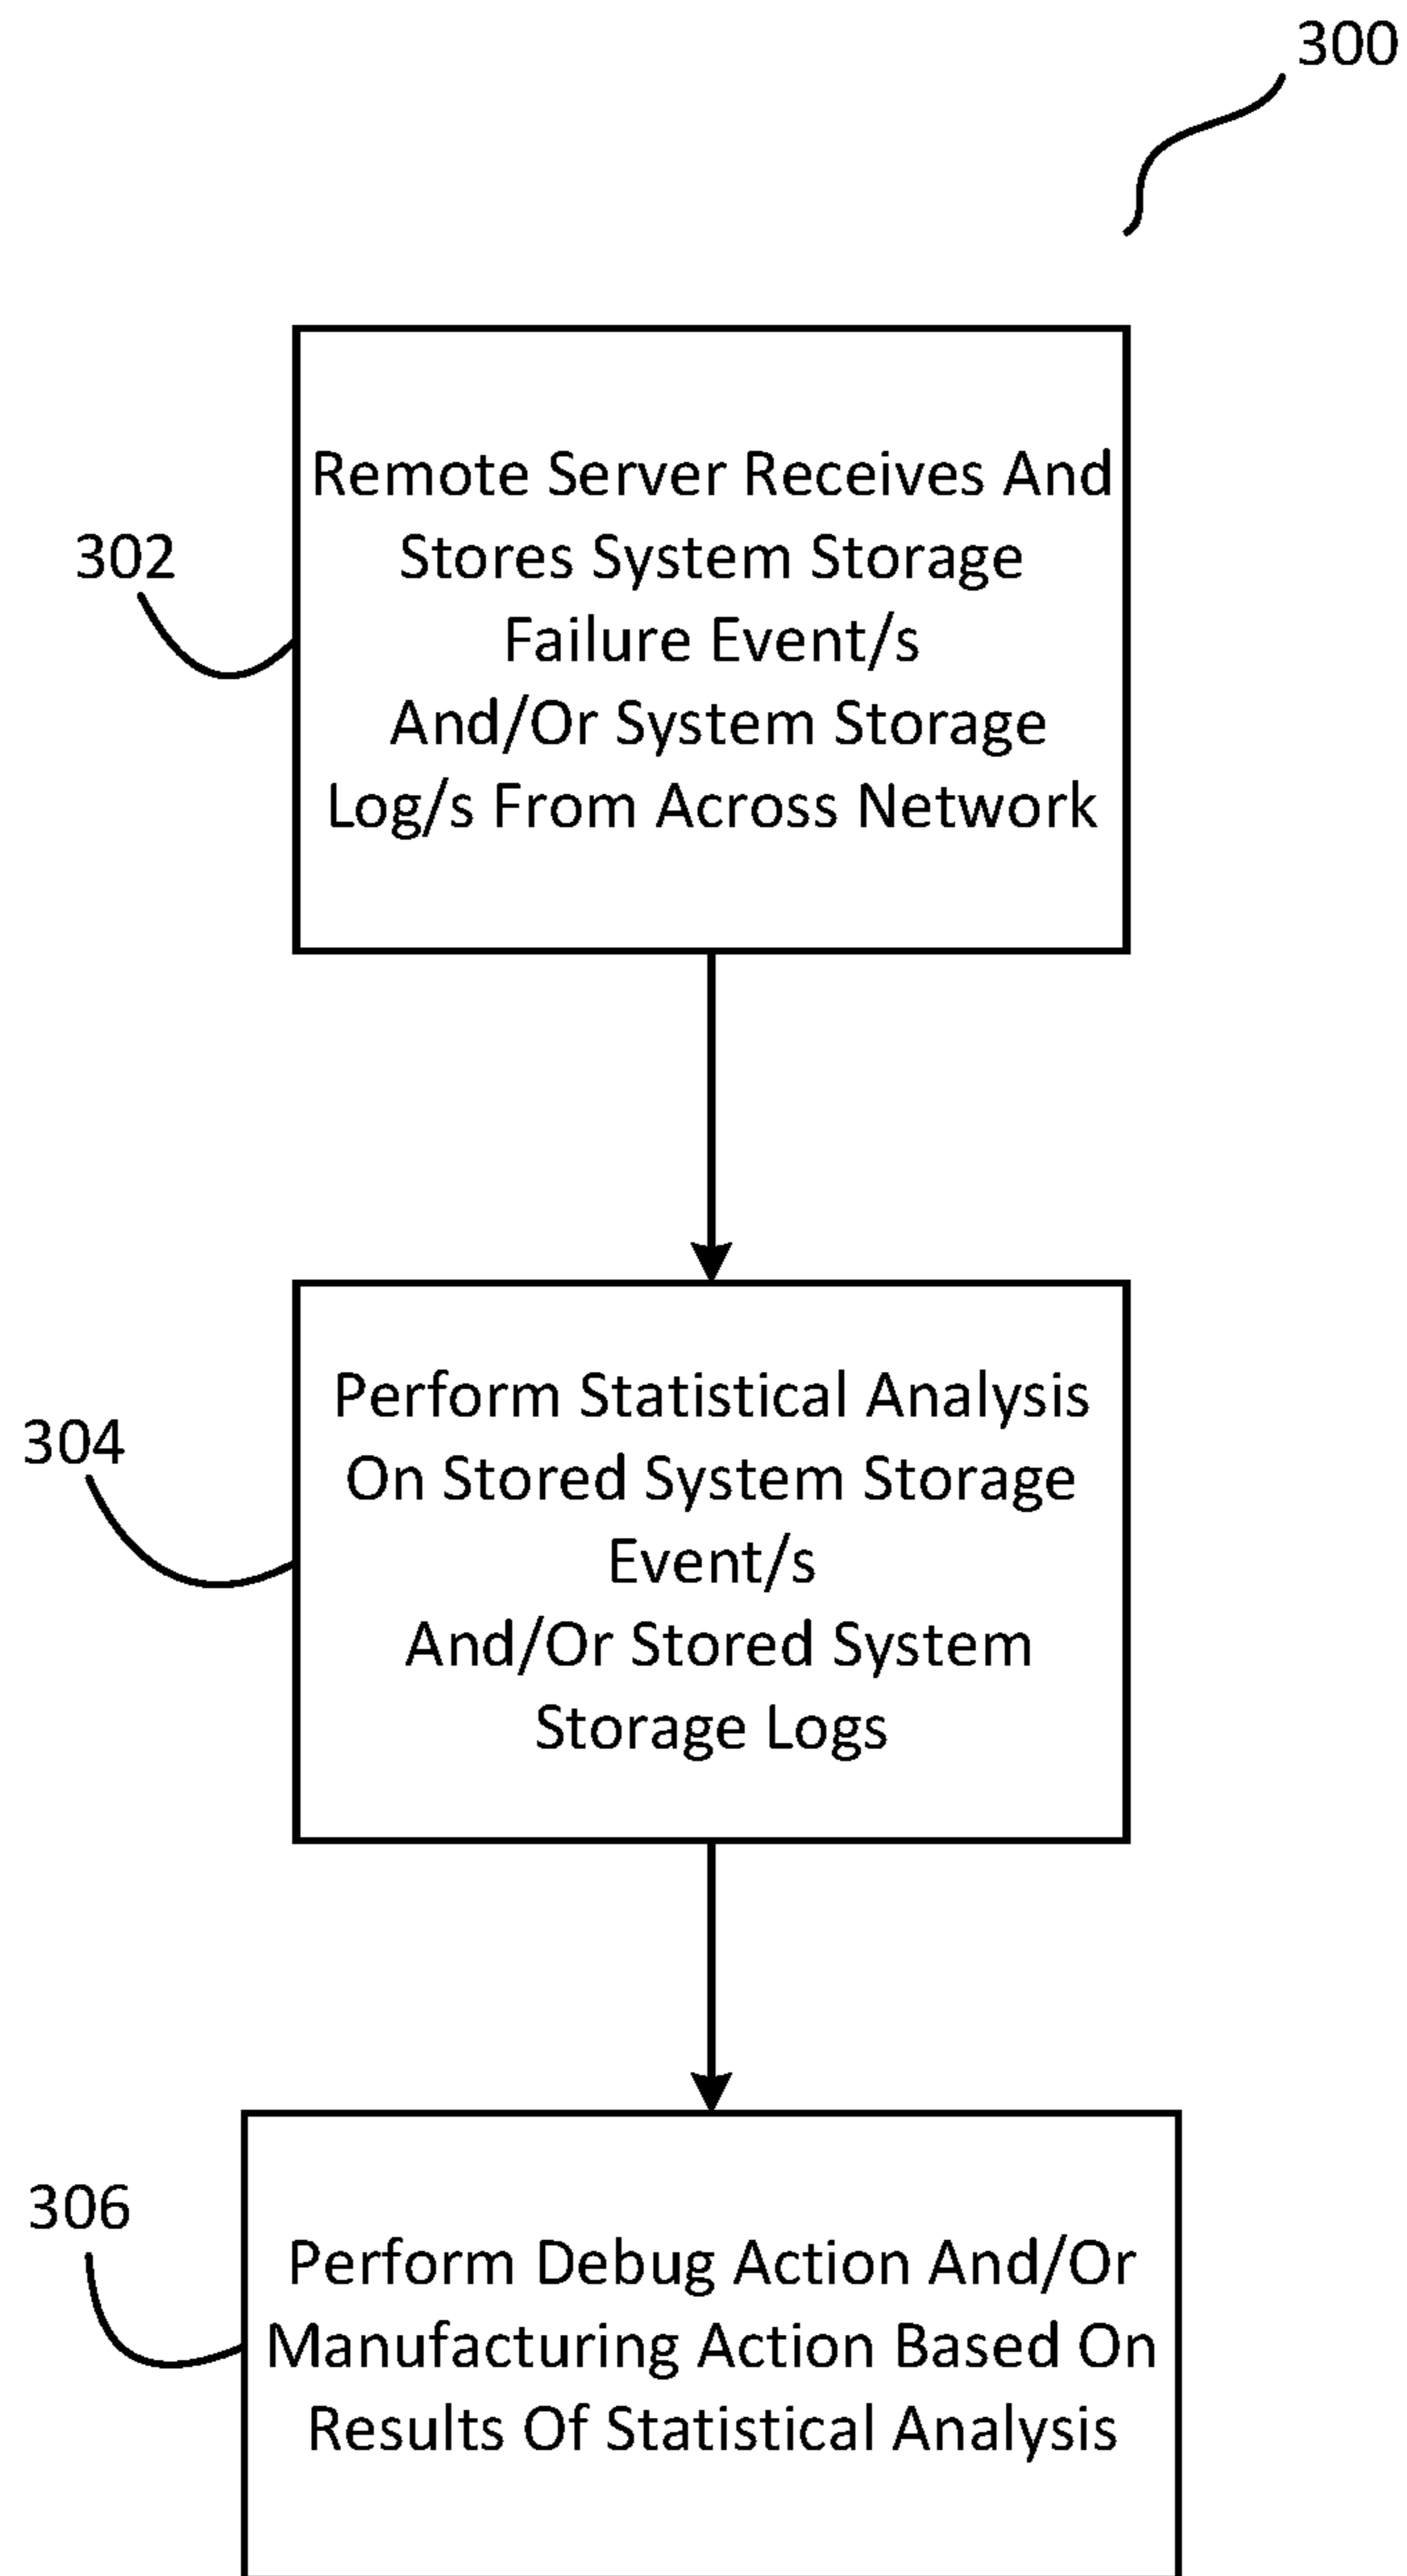 300
302
Remote Server Receives And
Stores System Storage
Failure Event/s
And/Or System Storage
Log/s From Across Network
304
Perform Statistical Analysis
On Stored System Storage
Event/s
And/Or Stored System
Storage Logs
306
Perform Debug Action And/Or
Manufacturing Action Based On
Results Of Statistical Analysis